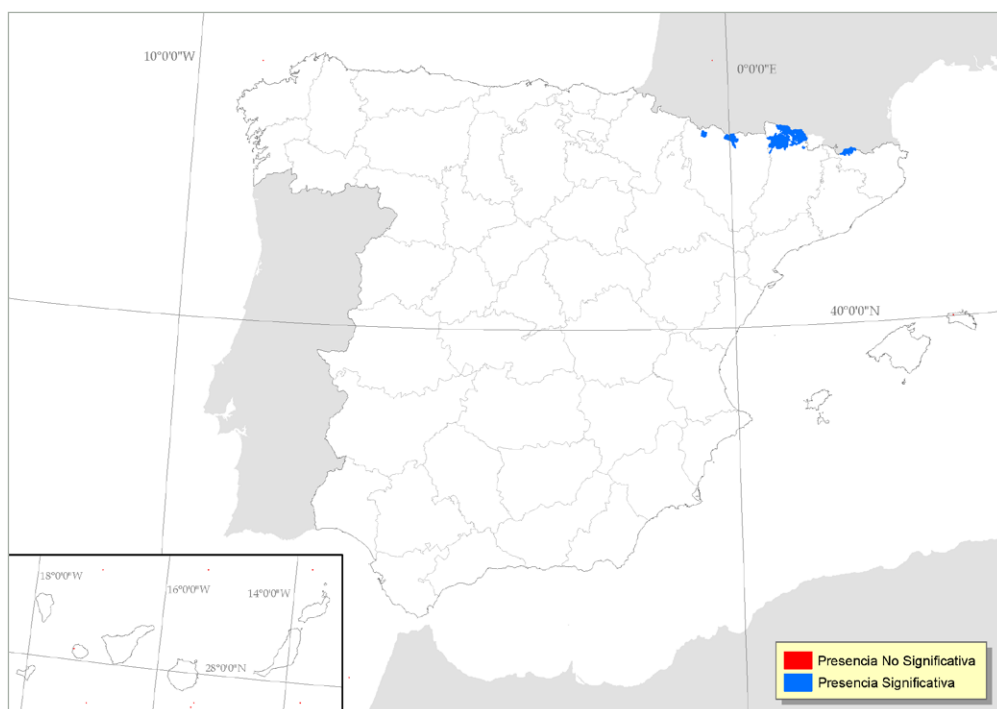 10°0'0"W
0°0'0"E
40°0'0"N
18°0'0"W
16°0'0"W
14°0'0"W
28°0'0"N
Presencia No Significativa
Presencia Significativa